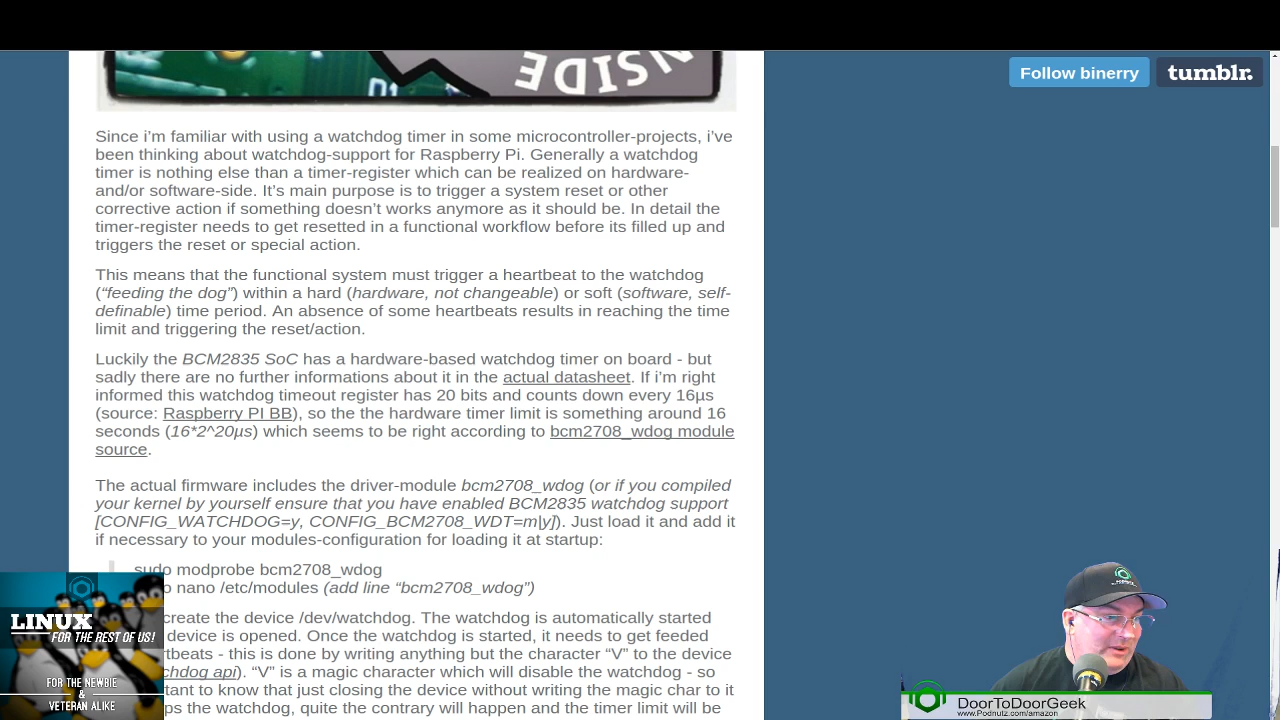 INSIDE
Follow binerry
tumblr.
Since i’m familiar with using a watchdog timer in some microcontroller-projects, i’ve
been thinking about watchdog-support for Raspberry Pi. Generally a watchdog
timer is nothing else than a timer-register which can be realized on hardware-
and/or software-side. It’s main purpose is to trigger a system reset or other
corrective action if something doesn’t works anymore as it should be. In detail the
timer-register needs to get resetted in a functional workflow before its filled up and
triggers the reset or special action.
This means that the functional system must trigger a heartbeat to the watchdog
(“feeding the dog”) within a hard (hardware, not changeable) or soft (software, self-
definable) time period. An absence of some heartbeats results in reaching the time
limit and triggering the reset/action.
Luckily the BCM2835 SoC has a hardware-based watchdog timer on board - but
sadly there are no further informations about it in the actual datasheet. If i’m right
informed this watchdog timeout register has 20 bits and counts down every 16µs
(source: Raspberry PI BB), so the the hardware timer limit is something around 16
seconds (16*2^20µs) which seems to be right according to bcm2708_wdog module
source.
The actual firmware includes the driver-module bcm2708_wdog (or if you compiled
your kernel by yourself ensure that you have enabled BCM2835 watchdog support
[CONFIG_WATCHDOG=y, CONFIG_BCM2708_WDT=m|y]). Just load it and add it
if necessary to your modules-configuration for loading it at startup:
sudo modprobe bcm2708_wdog
nano /etc/modules (add line “bcm2708_wdog”)
create the device /dev/watchdog. The watchdog is automatically started
device is opened. Once the watchdog is started, it needs to get feeded
- this is done by writing anything but the character “V” to the device
api). “V” is a magic character which will disable the watchdog - so
to know that just closing the device without writing the magic char to it
the watchdog, quite the contrary will happen and the timer limit will be
LINUX
FOR THE REST OF US!
FOR THE NEWBIE
&
VETERAN ALIKE
DoorToDoorGeek
www.Podnutz.com/amazon